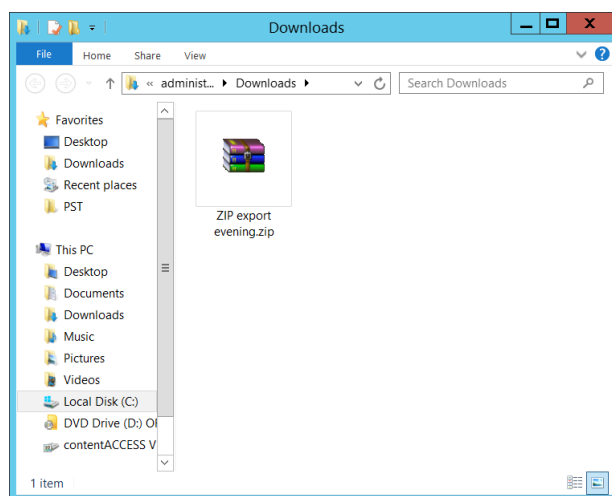 Downloads
File Home Share View
« administ... Downloads Search Downloads
Favorites
Desktop
Downloads
Recent places
PST
ZIP export
evening.zip
This PC
Desktop
Documents
Downloads
Music
Pictures
Videos
Local Disk (C:)
DVD Drive (D:) Of
contentACCESS V
1 item